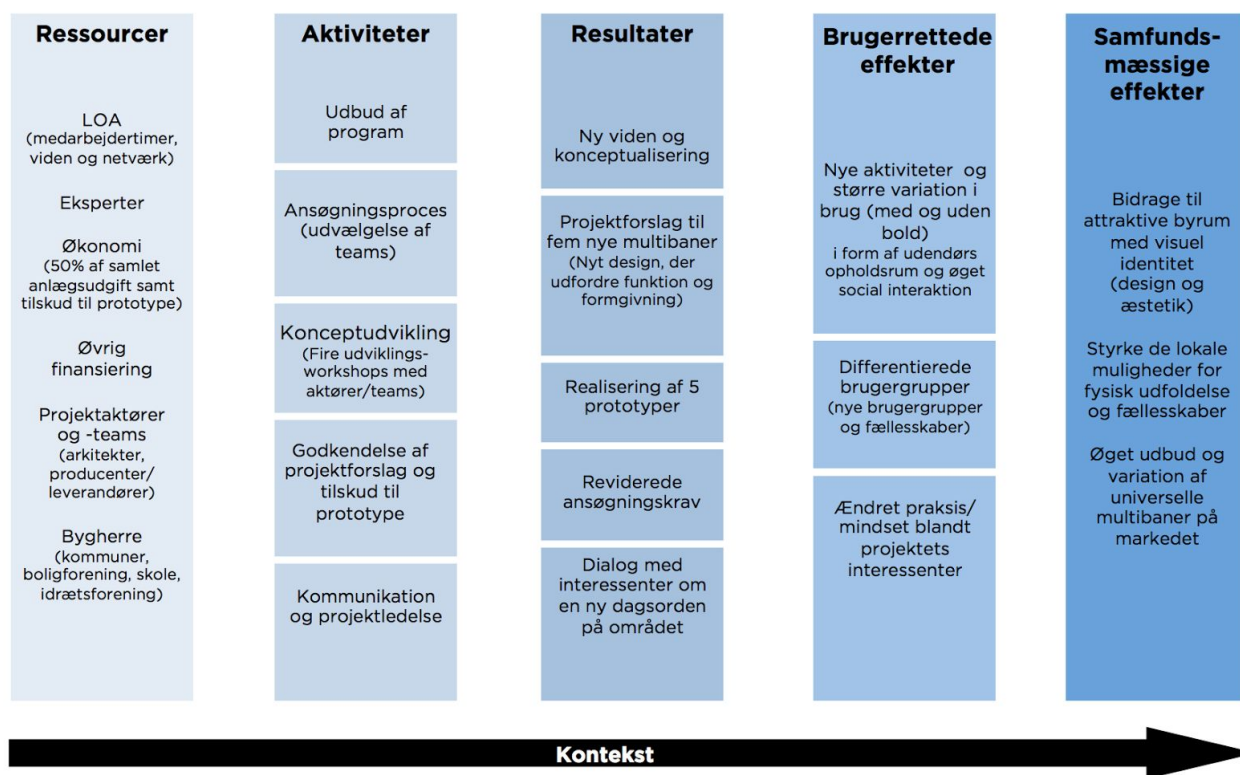 Ressourcer
LOA
(medarbejdertimer,
viden og netværk)
Eksperter
Økonomi
(50% af samlet
anlægsudgift samt
tilskud til prototype)
Øvrig
finansiering
Projektaktører
og -teams
(arkitekter,
producenter/
leverandører)
Bygherre
(kommuner,
boligforening, skole,
idrætsforening)
Aktiviteter
Udbud af
program
Ansøgningsproces
(udvælgelse af
teams)
Konceptudvikling
(Fire udviklings-
workshops med
aktører/teams)
Godkendelse af
projektforslag og
tilskud til
prototype
Kommunikation
og projektledelse
Resultater
Ny viden og
konceptualisering
Projektforslag til
fem nye multibaner
(Nyt design, der
udfordre funktion og
formgivning)
Realisering af 5
prototyper
Reviderede
ansøgningskrav
Dialog med
interessenter om
en ny dagsorden
på området
Brugerrettede
effekter
Nye aktiviteter og
større variation i
brug (med og uden
bold)
i form af udendørs
opholdsrum og øget
social interaktion
Differentierede
brugergrupper
(nye brugergrupper
og fællesskaber)
Ændret praksis/
mindset blandt
projektets
interessenter
Samfunds-
mæssige
effekter
Bidrage til
attraktive byrum
med visuel
identitet
(design og
æstetik)
Styrke de lokale
muligheder for
fysisk udfoldelse
og fællesskaber
Øget udbud og
variation af
universelle
multibaner på
markedet
Kontekst